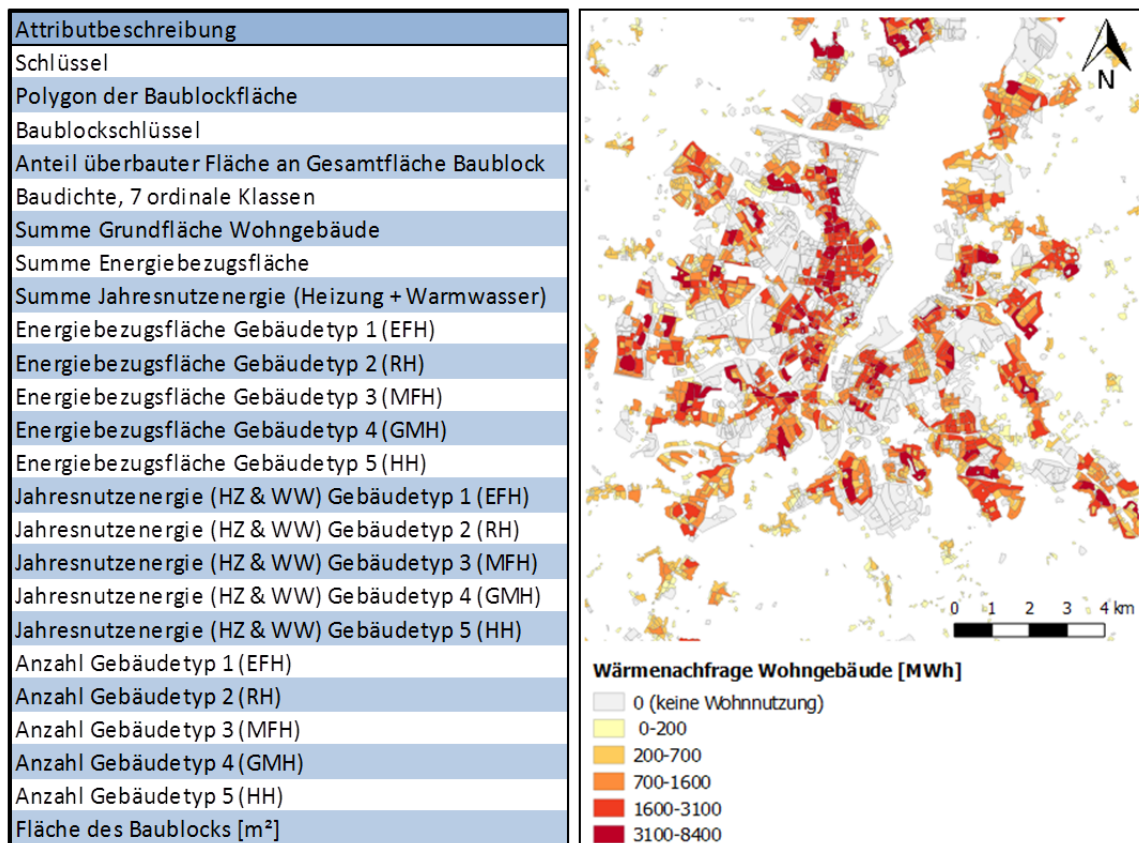 Attributbeschreibung
Schlüssel
Polygon der Baublockfläche
Baublockschlüssel
Anteil überbauter Fläche an Gesamtfläche Baublock
Baudichte, 7 ordinale Klassen
Summe Grundfläche Wohngebäude
Summe Energiebezugsfläche
Summe Jahresnutzenergie (Heizung + Warmwasser)
Energiebezugsfläche Gebäudetyp 1 (EFH)
Energiebezugsfläche Gebäudetyp 2 (RH)
Energiebezugsfläche Gebäudetyp 3 (MFH)
Energiebezugsfläche Gebäudetyp 4 (GMH)
Energiebezugsfläche Gebäudetyp 5 (HH)
Jahresnutzenergie (HZ & WW) Gebäudetyp 1 (EFH)
Jahresnutzenergie (HZ & WW) Gebäudetyp 2 (RH)
Jahresnutzenergie (HZ & WW) Gebäudetyp 3 (MFH)
Jahresnutzenergie (HZ & WW) Gebäudetyp 4 (GMH)
Jahresnutzenergie (HZ & WW) Gebäudetyp 5 (HH)
Anzahl Gebäudetyp 1 (EFH)
Anzahl Gebäudetyp 2 (RH)
Anzahl Gebäudetyp 3 (MFH)
Anzahl Gebäudetyp 4 (GMH)
Anzahl Gebäudetyp 5 (HH)
Fläche des Baublocks [m²]
N
0 1 2 3 4 km
Wärmenachfrage Wohngebäude [MWh]
0 (keine Wohnnutzung)
0-200
200-700
700-1600
1600-3100
3100-8400